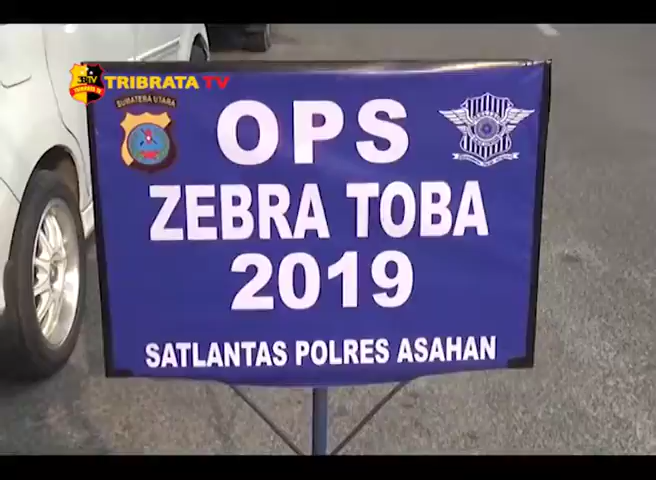 TRIBRATA TV
SUMATERA UTARA
OPS
ZEBRA TOBA
2019
SATLANTAS POLRES ASAHAN